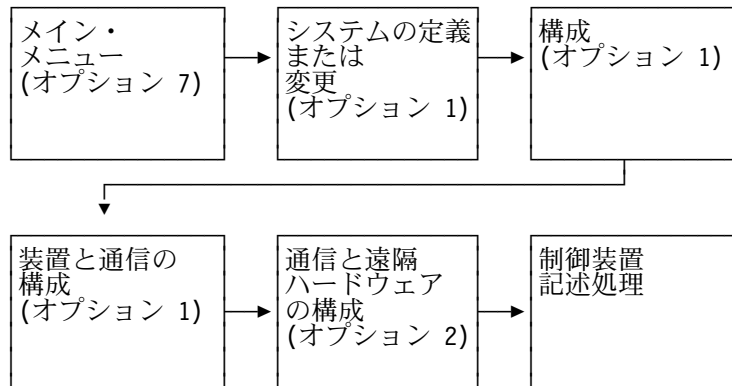 メイン・
メニュー
(オプション 7)
システムの定義
または
変更
(オプション 1)
構成
(オプション 1)
装置と通信の
構成
(オプション 1)
通信と遠隔
ハードウェア
の構成
(オプション 2)
制御装置
記述処理